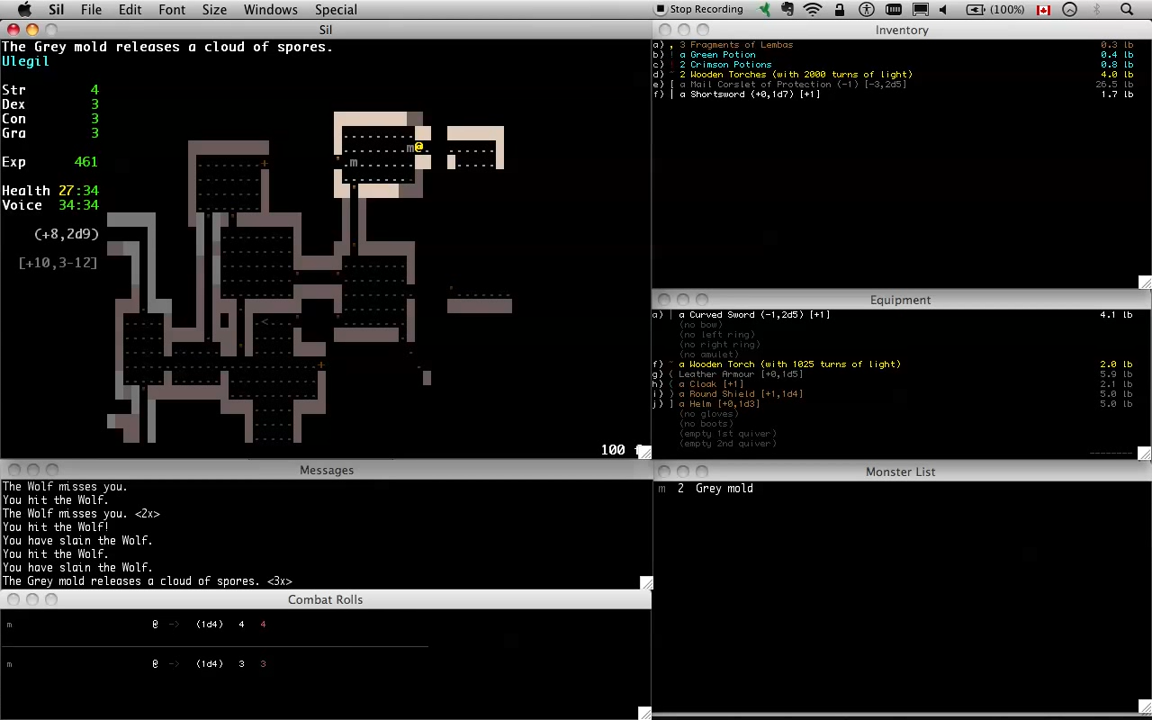 Sil File Edit Font Size Windows Special Stop Recording (100%)
Sil
The Grey mold releases a cloud of spores.
Ulegil
Str 4
Dex 3
Con 3
Gra 3
Exp 461
Health 27:34
Voice 34:34
(+8,2d9)
[+10,3-12]
m@
m
100
Inventory
a) , 3 Fragments of Lembas 0.3 lb
b) ! a Green Potion 0.4 lb
c) ! 2 Crimson Potions 0.8 lb
d) ~ 2 Wooden Torches (with 2000 turns of light) 4.0 lb
e) [ a Mail Corslet of Protection (-1) [-3,2d5] 26.5 lb
f) | a Shortsword (+0,1d7) [+1] 1.7 lb
Equipment
a) | a Curved Sword (-1,2d5) [+1] 4.1 lb
(no bow)
(no left ring)
(no right ring)
(no amulet)
f) ~ a Wooden Torch (with 1025 turns of light) 2.0 lb
g) ( Leather Armour [+0,1d5] 5.9 lb
h) ( a Cloak [+1] 2.1 lb
i) ) a Round Shield [+1,1d4] 5.0 lb
j) ] a Helm [+0,1d3] 5.0 lb
(no gloves)
(no boots)
(empty 1st quiver)
(empty 2nd quiver)
Messages
The Wolf misses you.
You hit the Wolf.
The Wolf misses you. <2x>
You hit the Wolf!
You have slain the Wolf.
You hit the Wolf.
You have slain the Wolf.
The Grey mold releases a cloud of spores. <3x>
Monster List
m 2 Grey mold
Combat Rolls
m @ -> (1d4) 4 4
m @ -> (1d4) 3 3